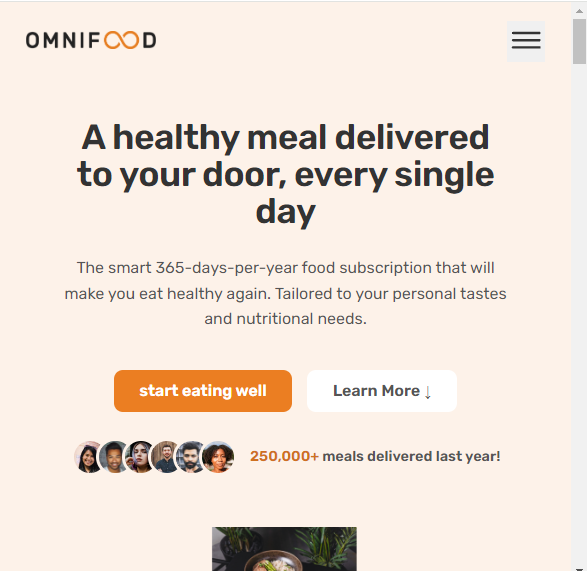 OMNIFOOD
A healthy meal delivered
to your door, every single
day
The smart 365-days-per-year food subscription that will
make you eat healthy again. Tailored to your personal tastes
and nutritional needs.
start eating well
Learn More ↓
250,000+ meals delivered last year!